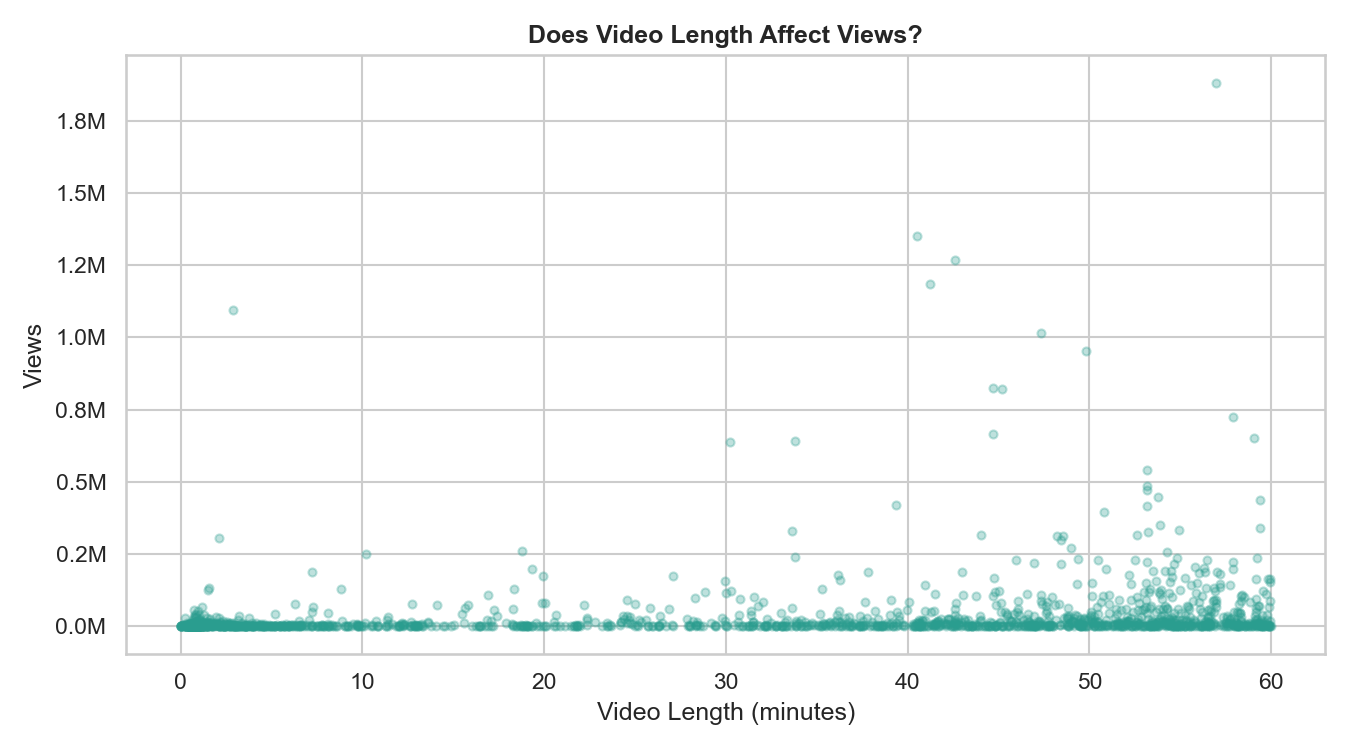 Does Video Length Affect Views?
1.8M
1.5M
1.2M
1.0M
0.8M
0.5M
0.2M
0.0M
Views
0 10 20 30 40 50 60
Video Length (minutes)